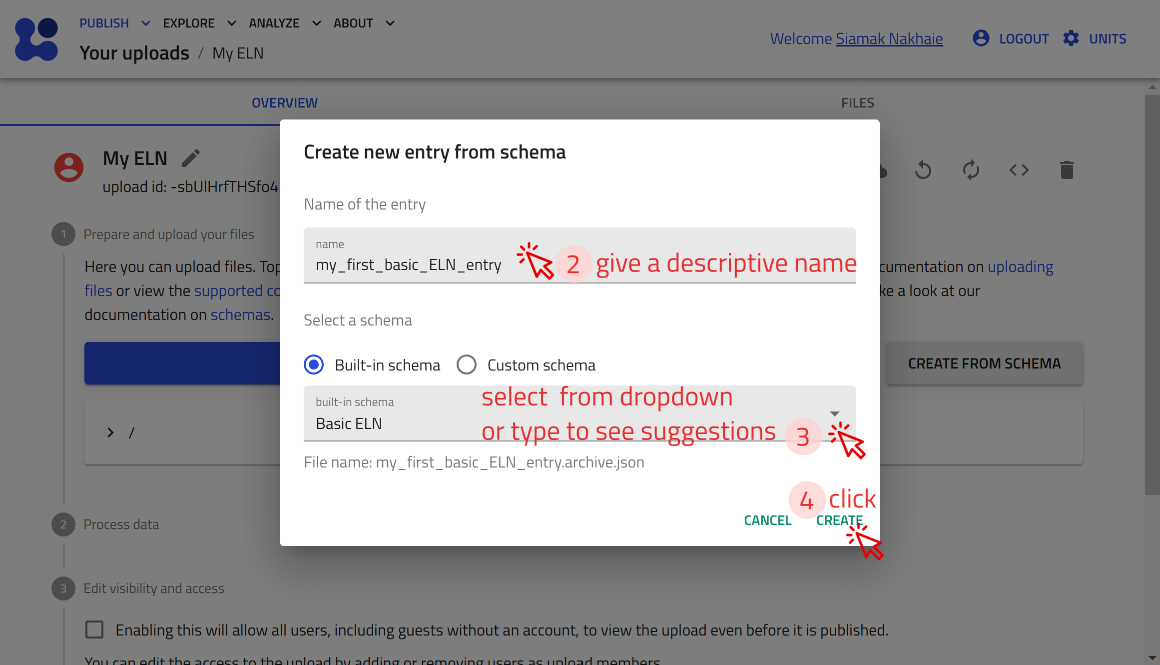 PUBLISH EXPLORE ANALYZE ABOUT
Your uploads / My ELN
Welcome Siamak Nakhaie LOGOUT UNITS
OVERVIEW FILES
My ELN
upload id: -sbUlHrfTHSfo4
Create new entry from schema
Name of the entry
name
my_first_basic_ELN_entry
2 give a descriptive name
Select a schema
Built-in schema Custom schema
built-in schema
Basic ELN
select from dropdown
or type to see suggestions 3
File name: my_first_basic_ELN_entry.archive.json
4 click
CANCEL CREATE
1 Prepare and upload your files
Here you can upload files. on uploading
files or view the supported a look at our
documentation on schemas.
CREATE FROM SCHEMA
/
2 Process data
3 Edit visibility and access
Enabling this will allow all users, including guests without an account, to view the upload even before it is published.
You can edit the access to the upload by adding or removing users as upload members.